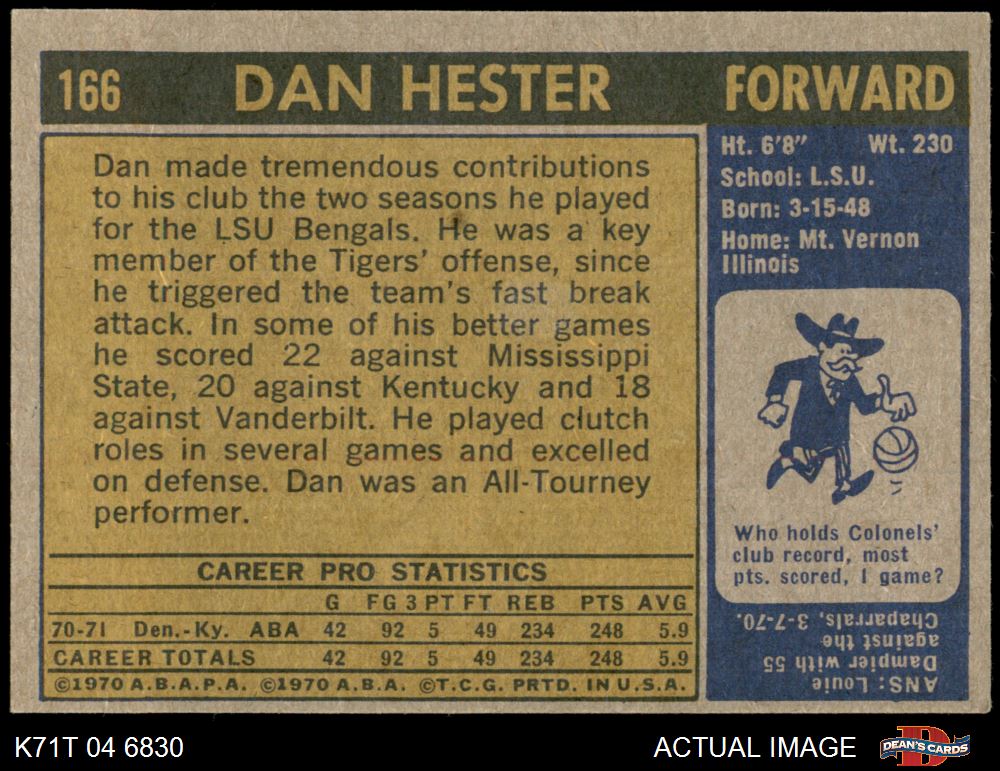 166 DAN HESTER FORWARD
Dan made tremendous contributions
to his club the two seasons he played
for the LSU Bengals. He was a key
member of the Tigers' offense, since
he triggered the team's fast break
attack. In some of his better games
he scored 22 against Mississippi
State, 20 against Kentucky and 18
against Vanderbilt. He played clutch
roles in several games and excelled
on defense. Dan was an All-Tourney
performer.
CAREER PRO STATISTICS
G FG 3 PT FT REB PTS AVG
70-71 Den.-Ky. ABA 42 92 5 49 234 248 5.9
CAREER TOTALS 42 92 5 49 234 248 5.9
©1970 A.B.A.P.A. ©1970 A.B.A. ©T.C.G. PRTD. IN U.S.A.
Ht. 6'8" Wt. 230
School: L.S.U.
Born: 3-15-48
Home: Mt. Vernon
Illinois
Who holds Colonels'
club record, most
pts. scored, 1 game?
ANS: Louie
Dampier with 55
against the
Chaparrals, 3-7-70.
K71T 04 6830 ACTUAL IMAGE DEAN'S CARDS